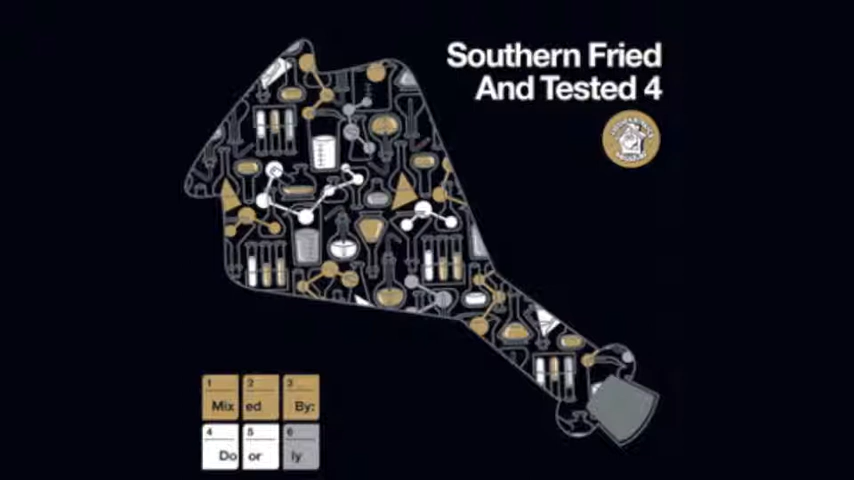 Southern Fried
And Tested 4
1 2 3
Mix ed By:
4 5 6
Do or ly